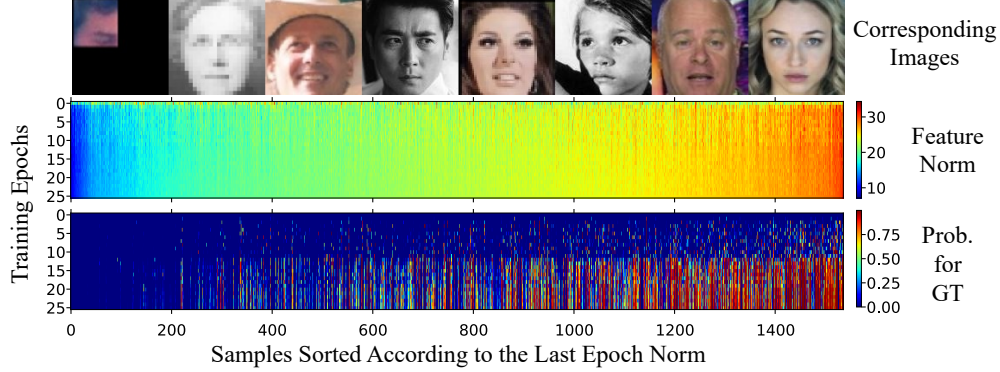 Corresponding
Images
0
5
10
15
20
25
30
20
10
Feature
Norm
Training Epochs
0
5
10
15
20
25
0.75
0.50
0.25
0.00
Prob.
for
GT
0 200 400 600 800 1000 1200 1400
Samples Sorted According to the Last Epoch Norm